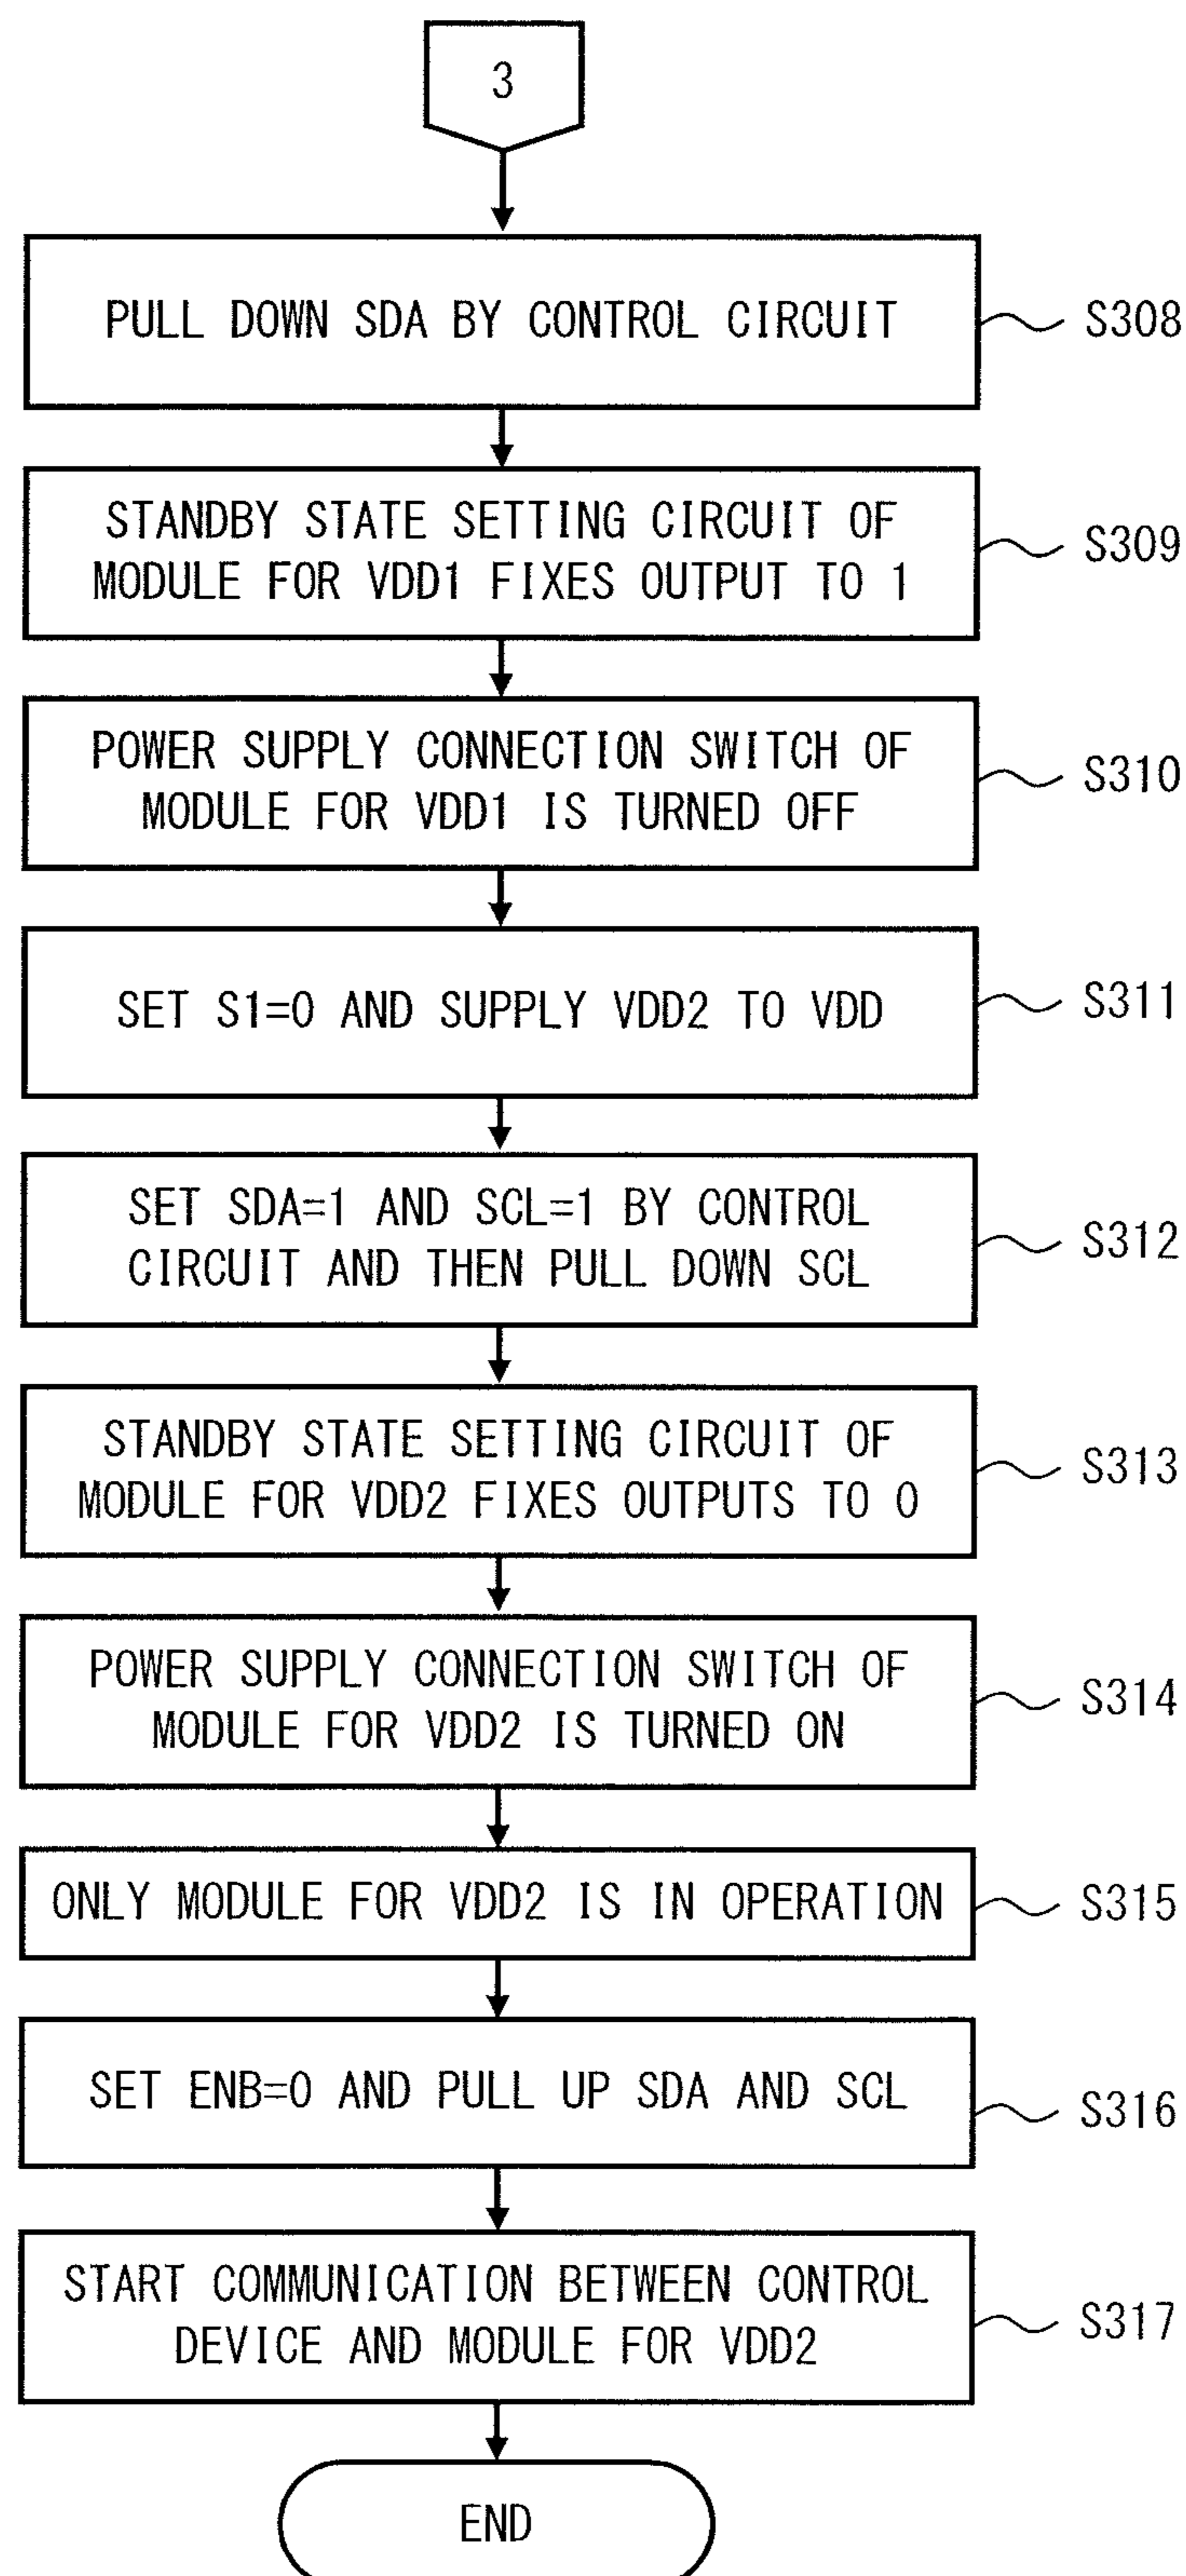 3
PULL DOWN SDA BY CONTROL CIRCUIT
S308
STANDBY STATE SETTING CIRCUIT OF
MODULE FOR VDD1 FIXES OUTPUT TO 1
S309
POWER SUPPLY CONNECTION SWITCH OF
MODULE FOR VDD1 IS TURNED OFF
S310
SET S1=0 AND SUPPLY VDD2 TO VDD
S311
SET SDA=1 AND SCL=1 BY CONTROL
CIRCUIT AND THEN PULL DOWN SCL
S312
STANDBY STATE SETTING CIRCUIT OF
MODULE FOR VDD2 FIXES OUTPUTS TO 0
S313
POWER SUPPLY CONNECTION SWITCH OF
MODULE FOR VDD2 IS TURNED ON
S314
ONLY MODULE FOR VDD2 IS IN OPERATION
S315
SET ENB=0 AND PULL UP SDA AND SCL
S316
START COMMUNICATION BETWEEN CONTROL
DEVICE AND MODULE FOR VDD2
S317
END